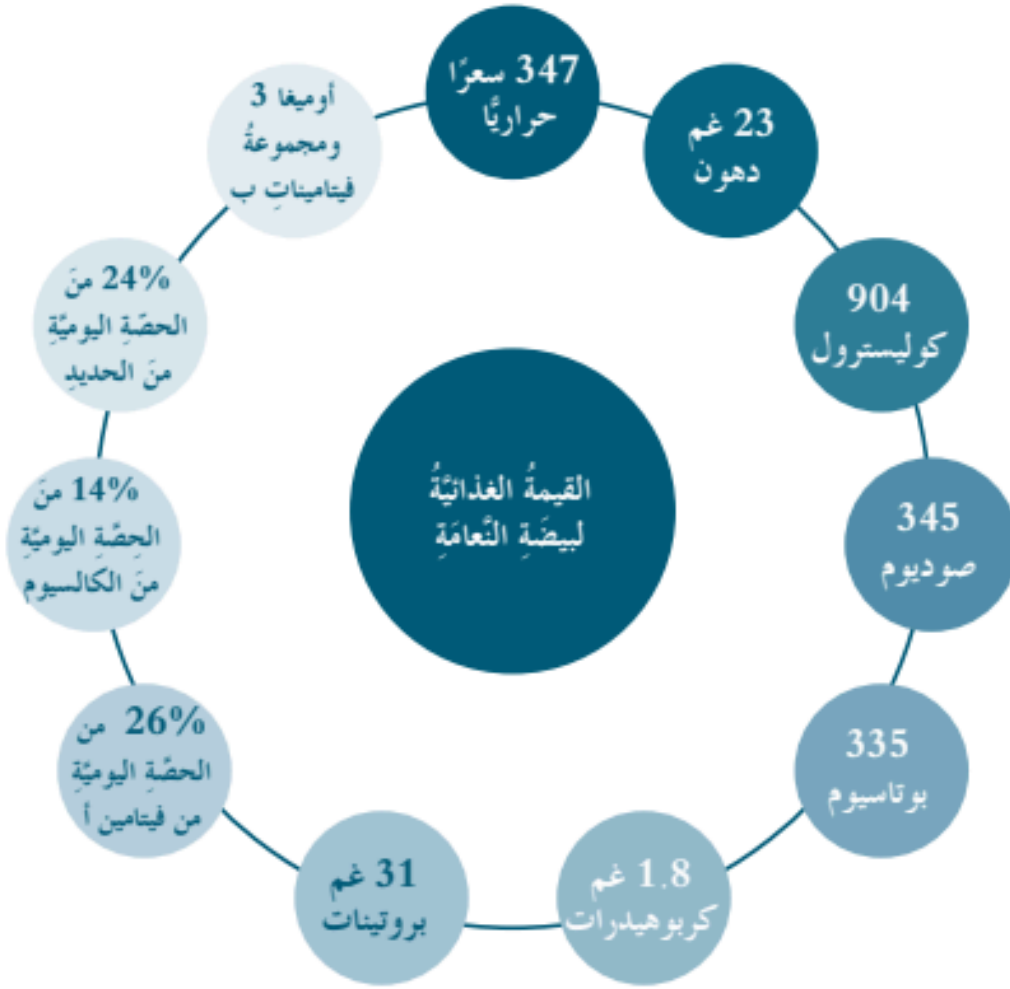 القيمةُ الغذائيَّةُ
لبيضَةِ النَّعامَةِ
347 سعرًا
حراريًّا
23 غم
دهون
904
كوليسترول
345
صوديوم
335
بوتاسيوم
1.8 غم
كربوهيدرات
31 غم
بروتينات
26% من
الحصَّةِ اليوميَّةِ
من فيتامين أ
14% منَ
الحِصَّةِ اليوميَّةِ
منَ الكالسيوم
24% منَ
الحصَّةِ اليوميَّةِ
منَ الحديدِ
أوميغا 3
ومجموعةُ
فيتاميناتِ ب